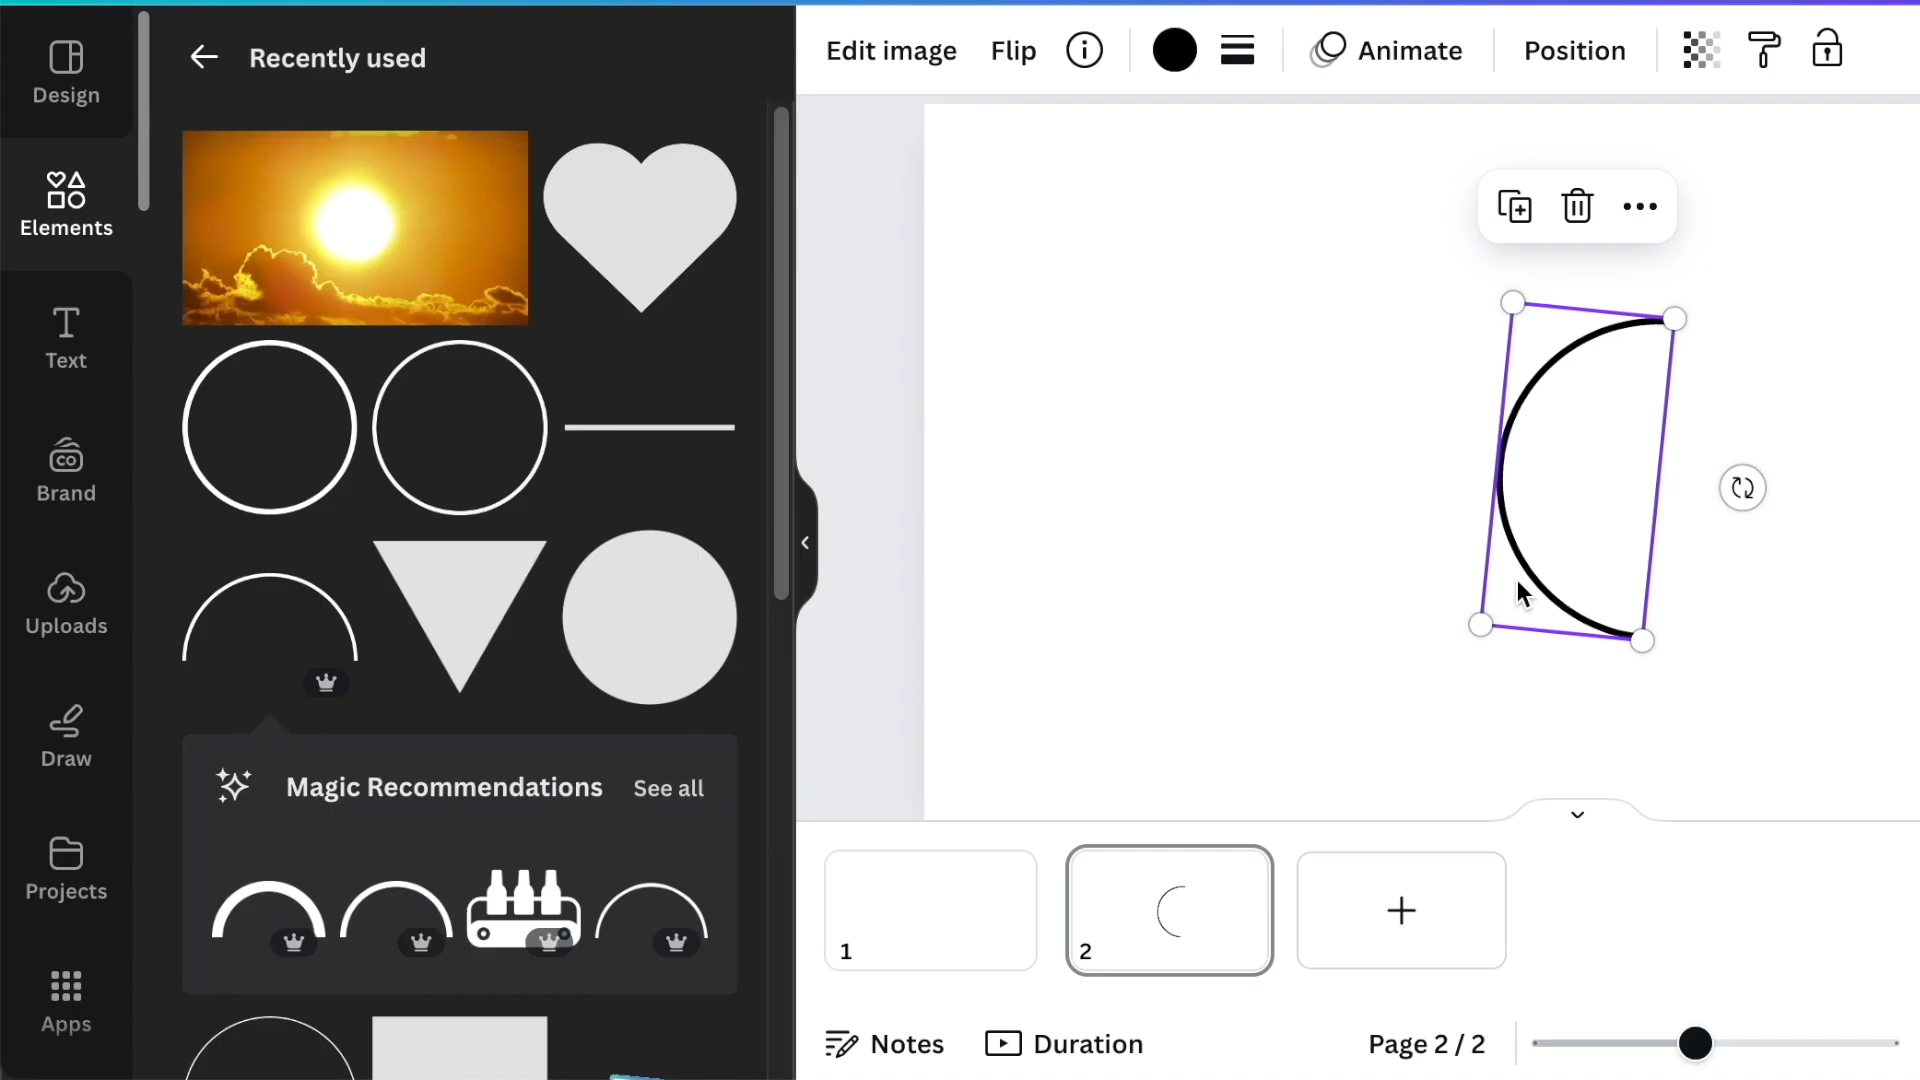 Design
Elements
Text
Brand
Uploads
Draw
Projects
Apps
Recently used
Magic Recommendations
See all
Edit image
Flip
Animate
Position
CO
1
2
Notes
Duration
Page 2 / 2